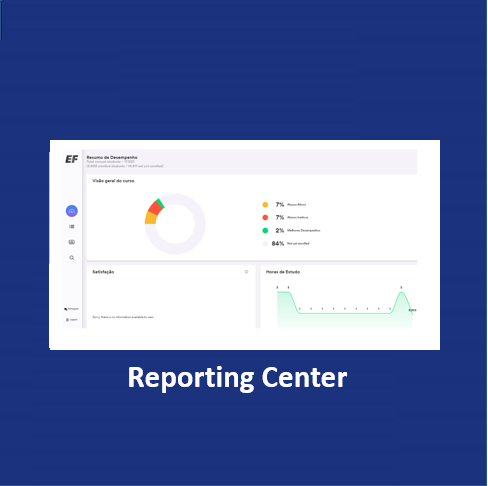 EF
Resumo de Desempenho
Visão geral do curso
7% Alunos Ativos
7% Alunos Inativos
2% Melhores Desempenhos
84% Not yet enrolled
Satisfação
Horas de Estudo
Sorry, there is no information available to view
Reporting Center